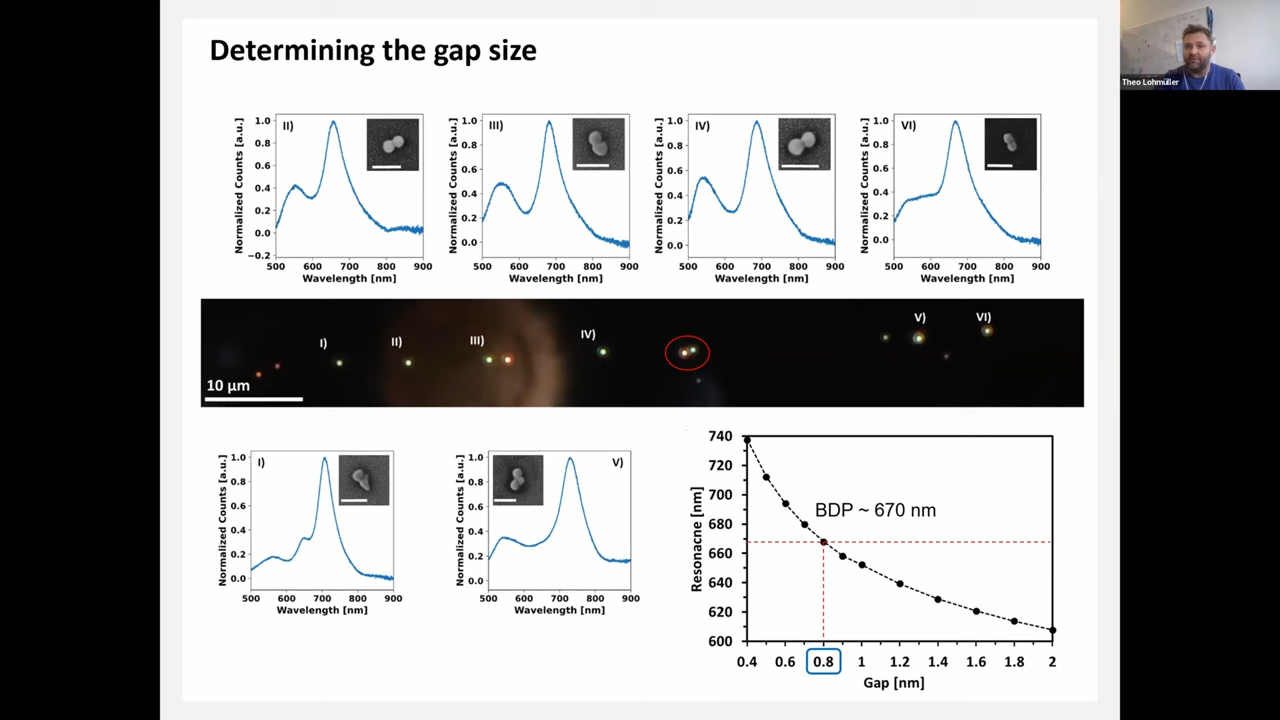 Determining the gap size
Theo Lohmüller
II)
Normalized Counts [a.u.]
1.0
0.8
0.6
0.4
0.2
0.0
−0.2
500 600 700 800 900
Wavelength [nm]
III)
Normalized Counts [a.u.]
1.0
0.8
0.6
0.4
0.2
0.0
500 600 700 800 900
Wavelength [nm]
IV)
Normalized Counts [a.u.]
1.0
0.8
0.6
0.4
0.2
0.0
500 600 700 800 900
Wavelength [nm]
VI)
Normalized Counts [a.u.]
1.0
0.8
0.6
0.4
0.2
0.0
500 600 700 800 900
Wavelength [nm]
I)
II)
III)
IV)
V)
VI)
10 µm
I)
Normalized Counts [a.u.]
1.0
0.8
0.6
0.4
0.2
0.0
500 600 700 800 900
Wavelength [nm]
V)
Normalized Counts [a.u.]
1.0
0.8
0.6
0.4
0.2
0.0
500 600 700 800 900
Wavelength [nm]
Resonacne [nm]
740
720
700
680
660
640
620
600
BDP ~ 670 nm
0.4 0.6 0.8 1 1.2 1.4 1.6 1.8 2
Gap [nm]